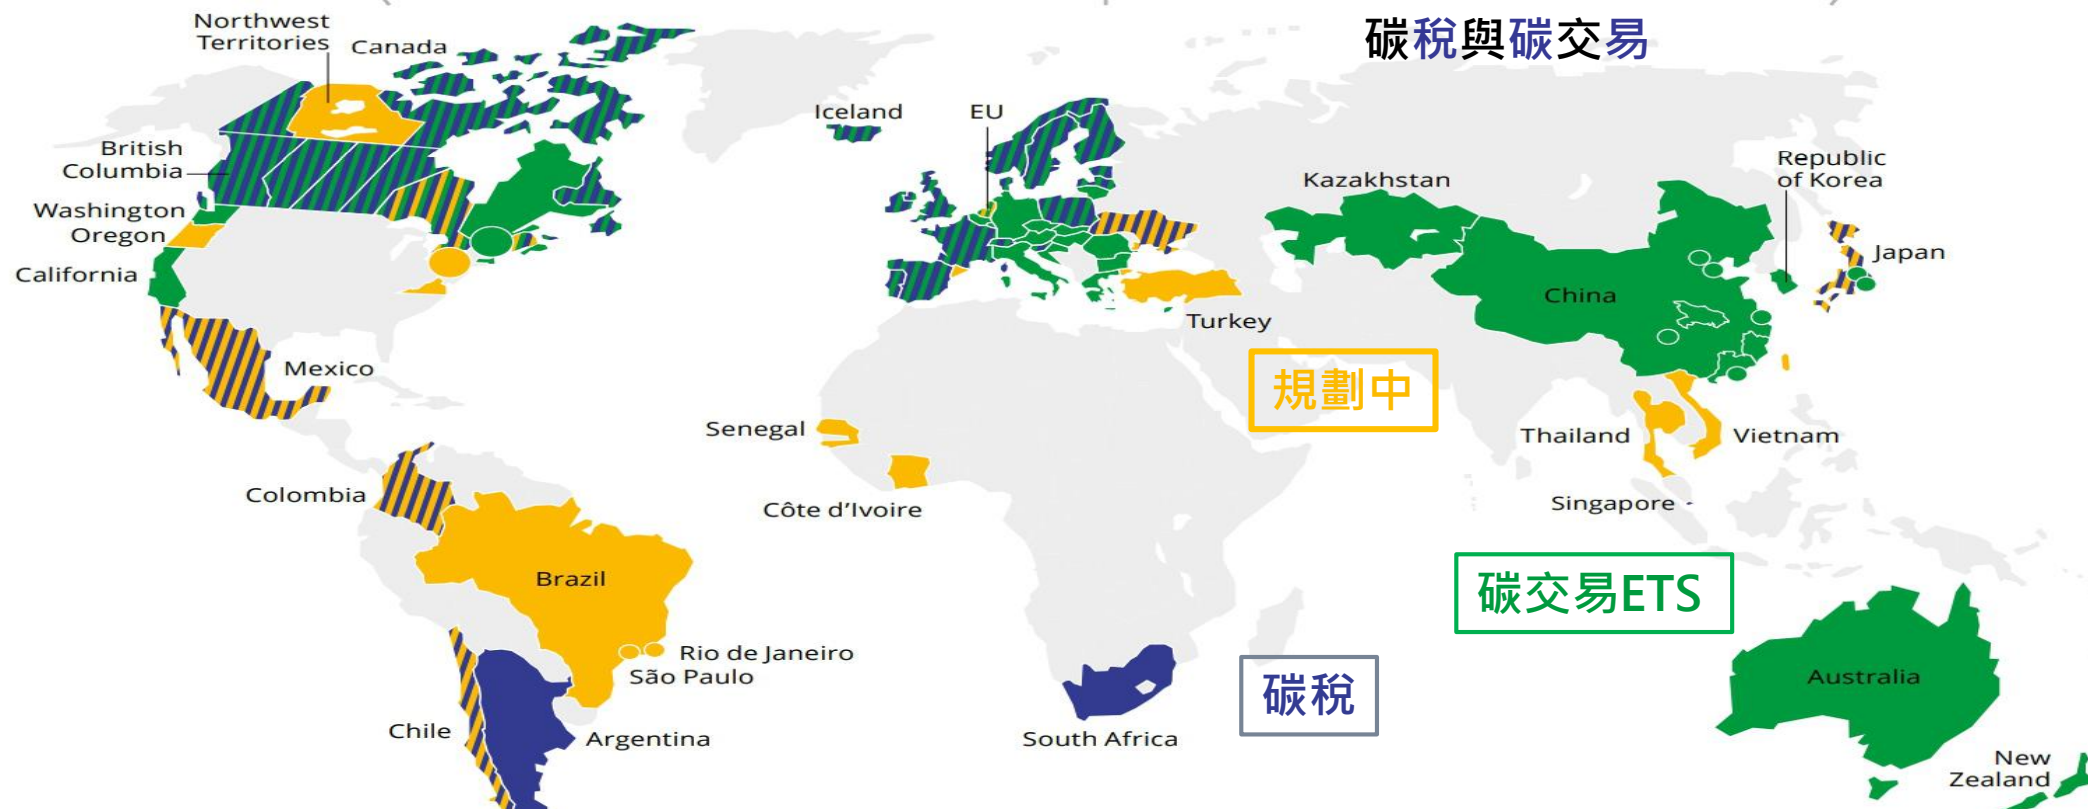 碳稅與碳交易
Northwest
Territories
Canada
Iceland
EU
British
Columbia
Kazakhstan
Republic
of Korea
Washington
Oregon
California
Japan
China
Turkey
Mexico
規劃中
Senegal
Thailand
Vietnam
Colombia
Côte d'Ivoire
Singapore
Brazil
碳交易ETS
Rio de Janeiro
São Paulo
碳稅
Australia
Chile
Argentina
South Africa
New
Zealand